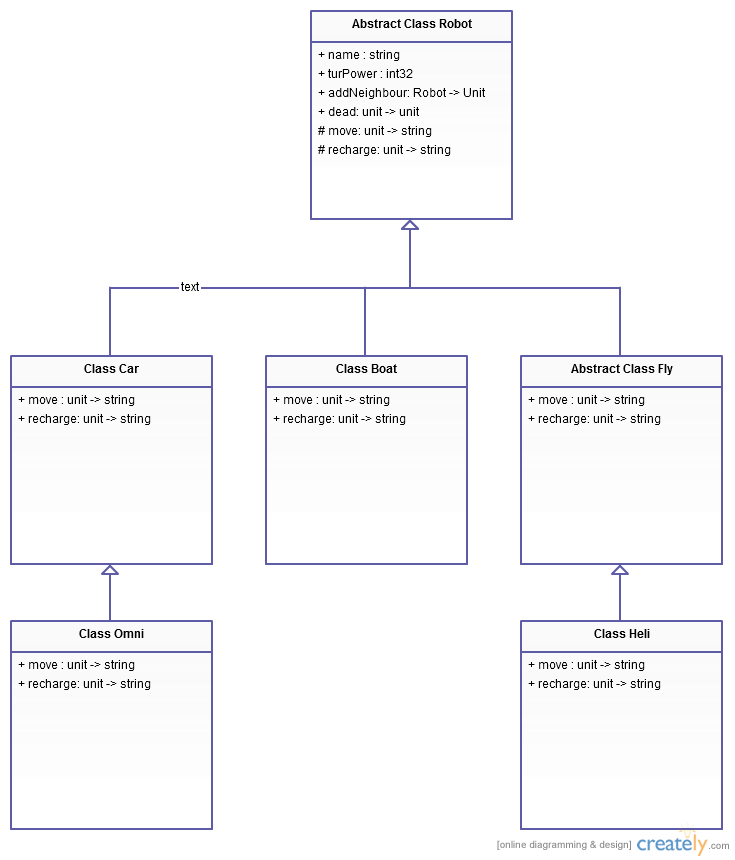 Abstract Class Robot
+ name : string
+ turPower : int32
+ addNeighbour: Robot -> Unit
+ dead: unit -> unit
# move: unit -> string
# recharge: unit -> string
text
Class Car
+ move : unit -> string
+ recharge: unit -> string
Class Boat
+ move : unit -> string
+ recharge: unit -> string
Abstract Class Fly
+ move : unit -> string
+ recharge: unit -> string
Class Omni
+ move : unit -> string
+ recharge: unit -> string
Class Heli
+ move : unit -> string
+ recharge: unit -> string
[online diagramming & design] creately.com